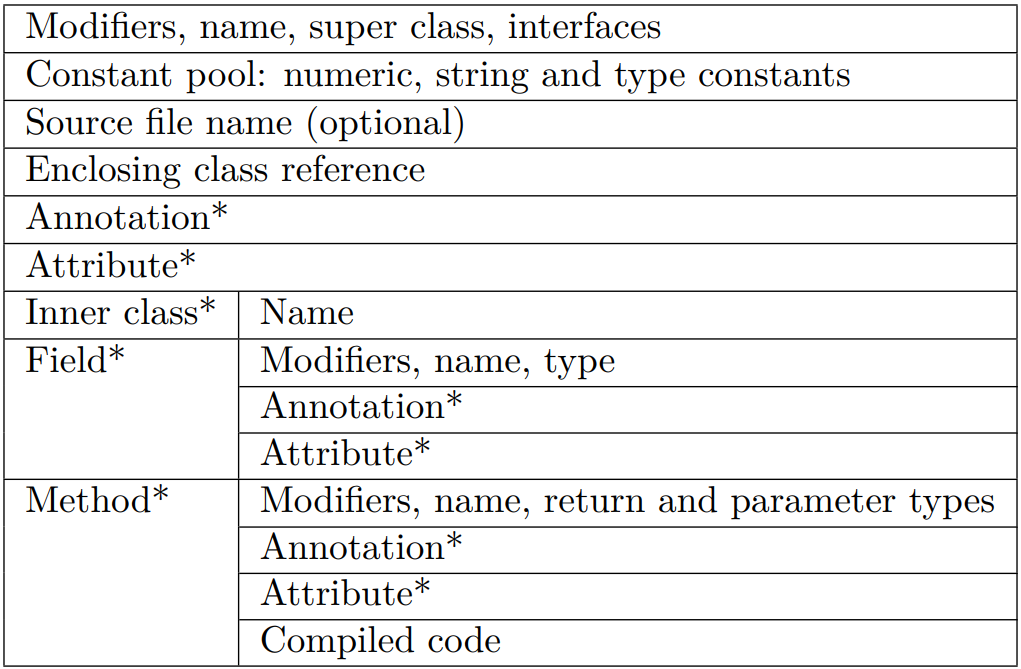 Modifiers, name, super class, interfaces
Constant pool: numeric, string and type constants
Source file name (optional)
Enclosing class reference
Annotation*
Attribute*
Inner class* Name
Field* Modifiers, name, type
Annotation*
Attribute*
Method* Modifiers, name, return and parameter types
Annotation*
Attribute*
Compiled code